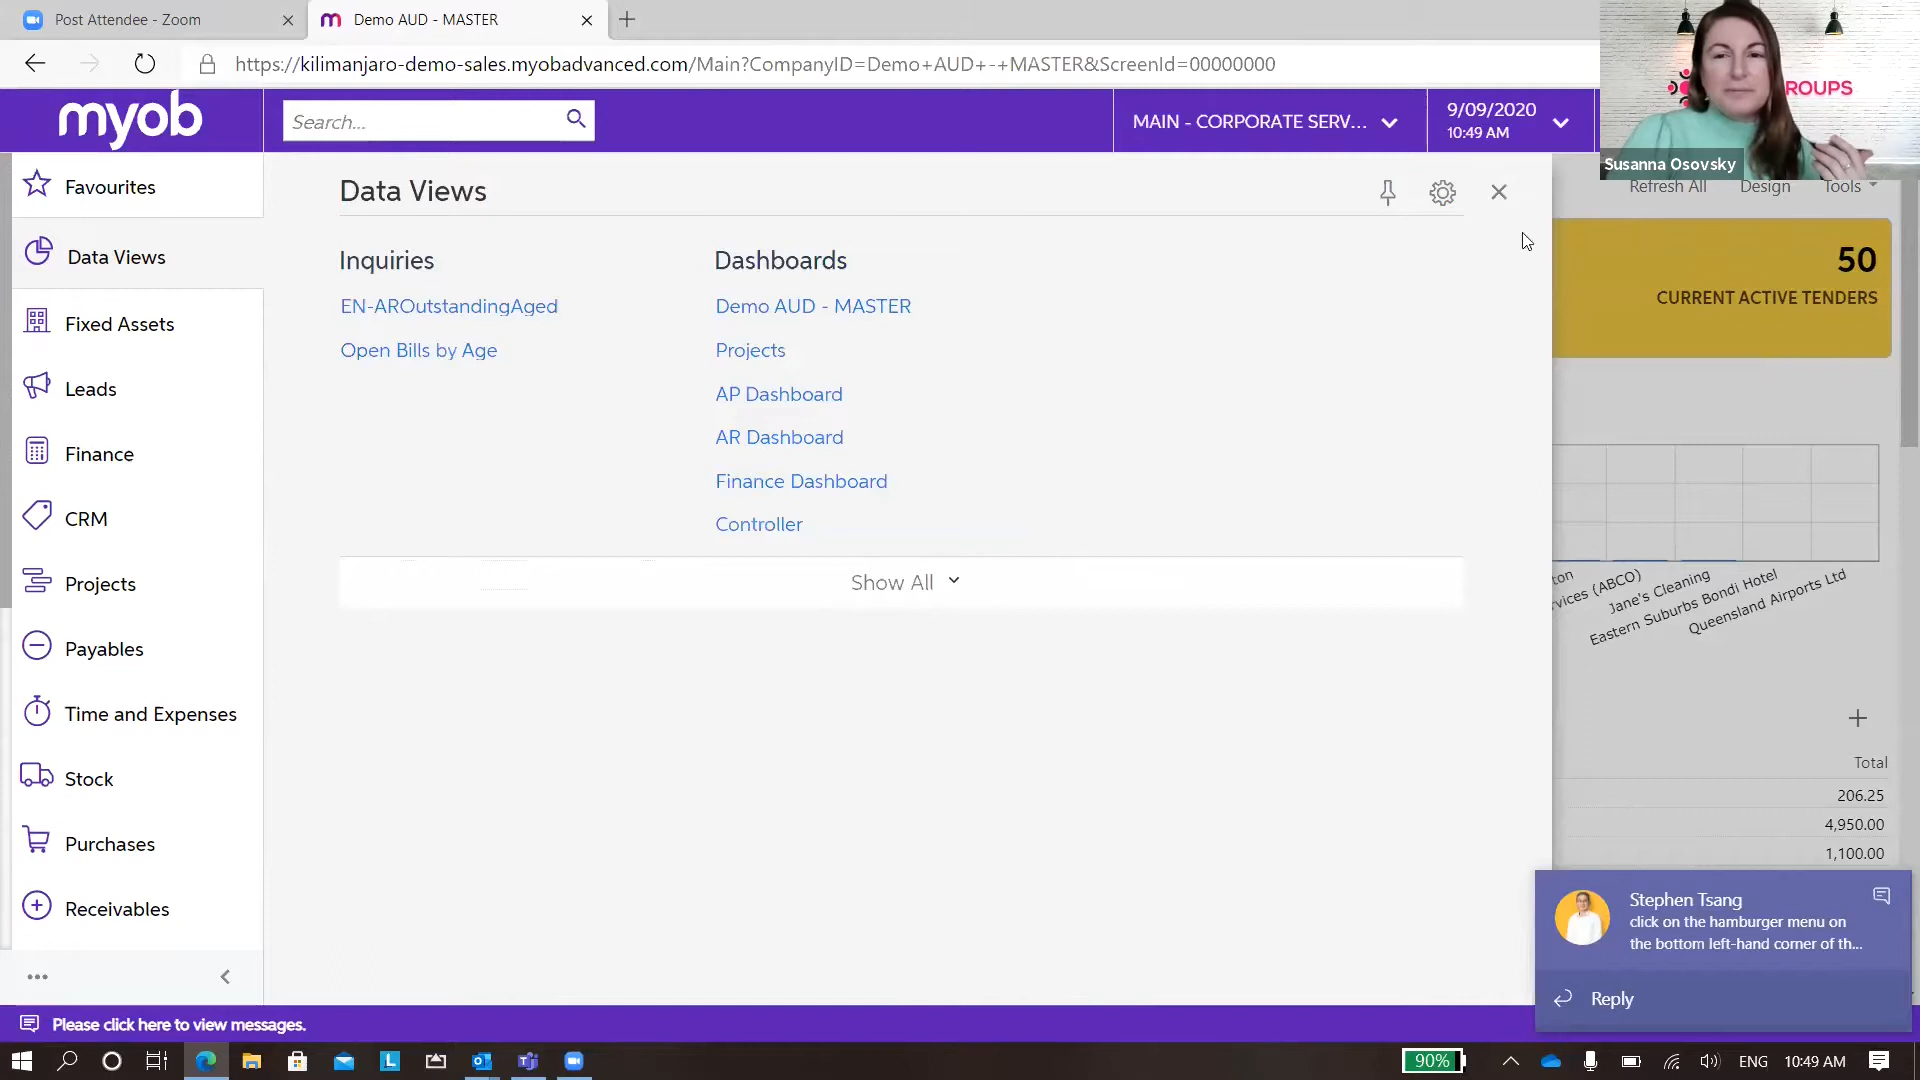 Post Attendee - Zoom
Demo AUD - MASTER
https://kilimanjaro-demo-sales.myobadvanced.com/Main?CompanyID=Demo+AUD+-+MASTER&ScreenId=00000000
myob
Search...
MAIN - CORPORATE SERV...
9/09/2020
10:49 AM
ROUPS
Susanna Osovsky
Refresh All
Design
Tools
Favourites
Data Views
Fixed Assets
Leads
Finance
CRM
Projects
Payables
Time and Expenses
Stock
Purchases
Receivables
Data Views
Inquiries
EN-AROutstandingAged
Open Bills by Age
Dashboards
Demo AUD - MASTER
Projects
AP Dashboard
AR Dashboard
Finance Dashboard
Controller
Show All
50
CURRENT ACTIVE TENDERS
ton
vices (ABCO)
Jane's Cleaning
Eastern Suburbs Bondi Hotel
Queensland Airports Ltd
Total
206.25
4,950.00
1,100.00
Stephen Tsang
click on the hamburger menu on
the bottom left-hand corner of th...
Reply
Please click here to view messages.
90%
ENG
10:49 AM